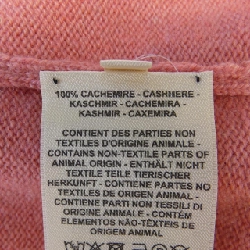 100% CACHEMIRE - CASHMERE -
KASCHMIR - CACHEMIRA -
KASHMIR - CAXEMIRA
CONTIENT DES PARTIES NON
TEXTILES D'ORIGINE ANIMALE -
CONTAINS NON-TEXTILE PARTS OF
ANIMAL ORIGIN - ENTHÄLT NICHT
TEXTILE TEILE TIERISCHER
HERKUNFT - CONTIENE PARTES
NO TEXTILES DE ORIGEN ANIMAL -
CONTIENE PARTI NON TESSILI DI
ORIGINE ANIMALE - CONTÉM
ELEMENTOS NÃO-TÊXTEIS DE
ORIGEM ANIMAL